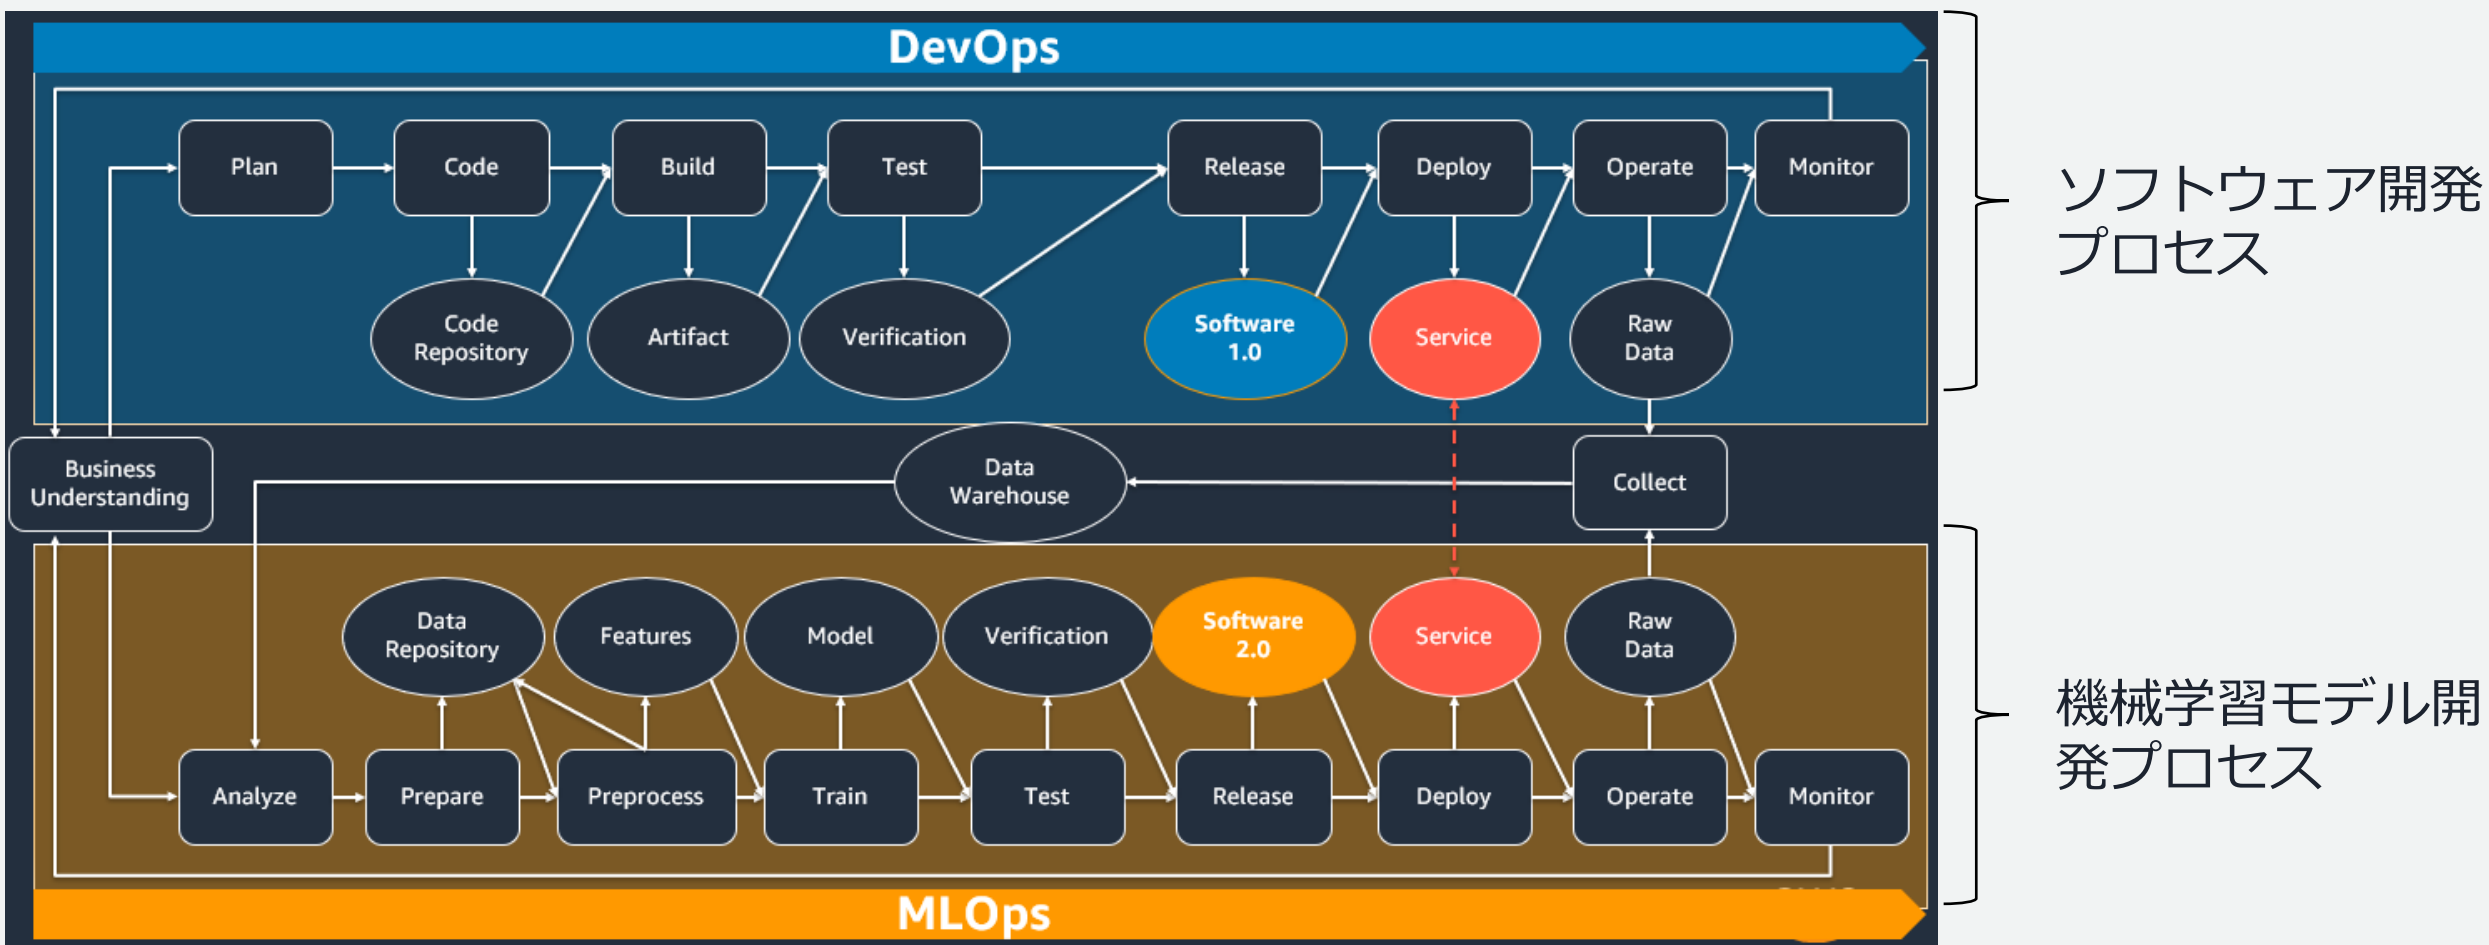 DevOps
Plan
Code
Build
Test
Release
Deploy
Operate
Monitor
ソフトウェア開発
プロセス
Code
Repository
Artifact
Verification
Software
1.0
Service
Raw
Data
Business
Understanding
Data
Warehouse
Collect
Data
Repository
Features
Model
Verification
Software
2.0
Service
Raw
Data
機械学習モデル開
発プロセス
Analyze
Prepare
Preprocess
Train
Test
Release
Deploy
Operate
Monitor
MLOps